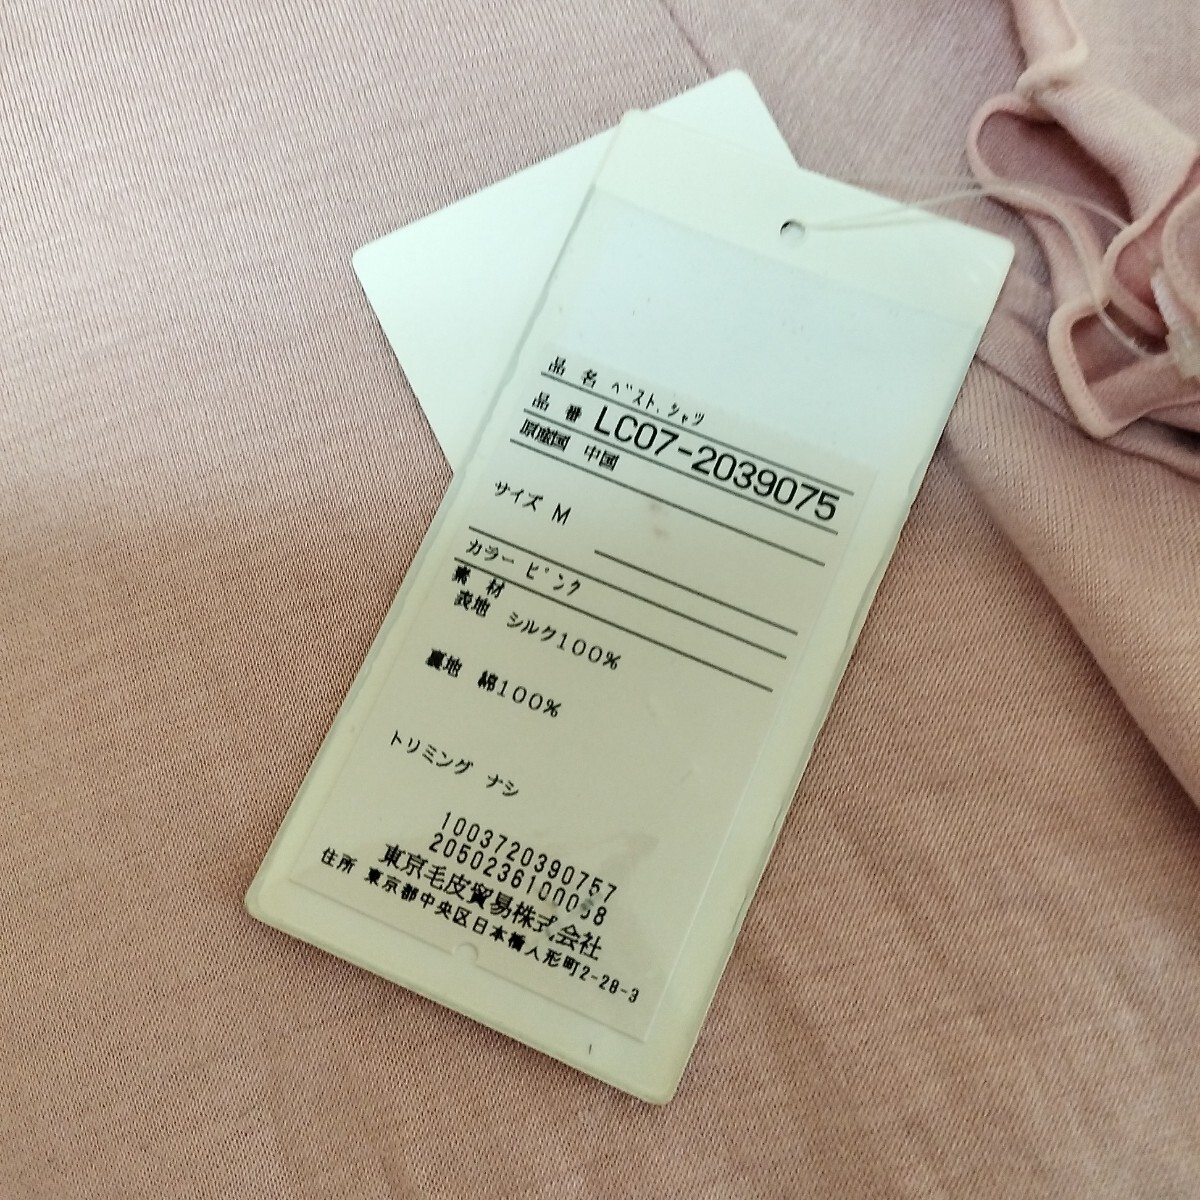 品 名 ベスト、シャツ
品 番 LC07-2039075
原産国 中国
サイズ M
カラー ピンク
素 材
表地 シルク100%
裏地 綿100%
トリミング ナシ
1003720390757
2050236100058
東京毛皮貿易株式会社
住所 東京都中央区日本橋人形町2-28-3